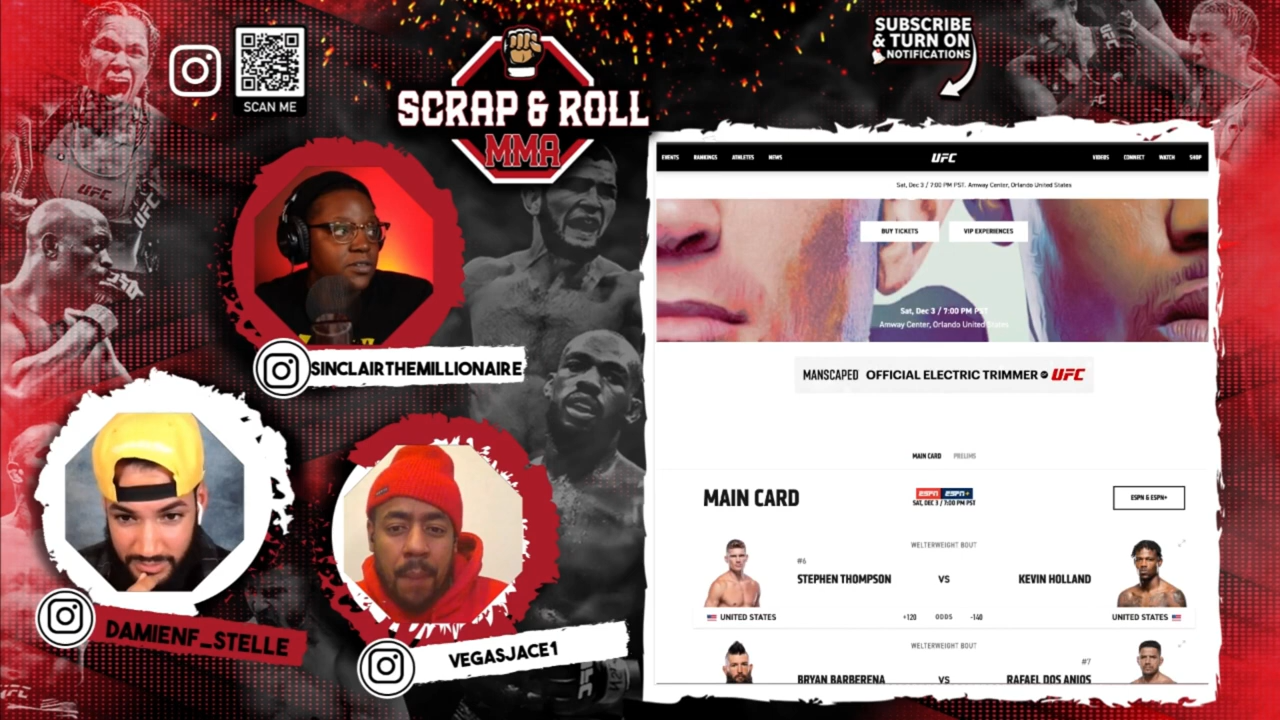 SCAN ME
SCRAP & ROLL
MMA
SUBSCRIBE
& TURN ON
NOTIFICATIONS
SINCLAIRTHEMILLIONAIRE
DAMIENF_STELLE
VEGASJACE1
EVENTS RANKINGS ATHLETES NEWS UFC VIDEOS CONNECT WATCH SHOP
Sat, Dec 3 / 7:00 PM PST. Amway Center, Orlando United States
BUY TICKETS VIP EXPERIENCES
Sat, Dec 3 / 7:00 PM PST
Amway Center, Orlando United States
MANSCAPED OFFICIAL ELECTRIC TRIMMER OF UFC
MAIN CARD PRELIMS
MAIN CARD
ESPN ESPN+
SAT, DEC 3 / 7:00 PM PST
ESPN & ESPN+
WELTERWEIGHT BOUT
#6
STEPHEN THOMPSON VS KEVIN HOLLAND
UNITED STATES +120 ODDS -140 UNITED STATES
WELTERWEIGHT BOUT
#7
BRYAN BARBERENA VS RAFAEL DOS ANJOS
UFC
UFC
UFC